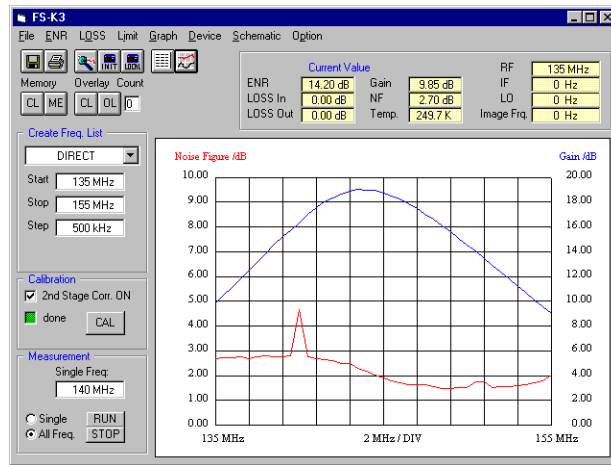 FS-K3
File ENR LOSS Limit Graph Device Schematic Option
INIT LOCAL
Memory Overlay Count
CL ME CL OL 0
Current Value
ENR 14.20 dB Gain 9.85 dB
LOSS In 0.00 dB NF 2.70 dB
LOSS Out 0.00 dB Temp. 249.7 K
RF 135 MHz
IF 0 Hz
LO 0 Hz
Image Frq. 0 Hz
Create Freq. List
DIRECT
Start 135 MHz
Stop 155 MHz
Step 500 kHz
Calibration
2nd Stage Corr. ON
done CAL
Measurement
Single Freq:
140 MHz
Single RUN
All Freq. STOP
Noise Figure /dB Gain /dB
10.00 20.00
9.00 18.00
8.00 16.00
7.00 14.00
6.00 12.00
5.00 10.00
4.00 8.00
3.00 6.00
2.00 4.00
1.00 2.00
0.00 0.00
135 MHz 2 MHz / DIV 155 MHz